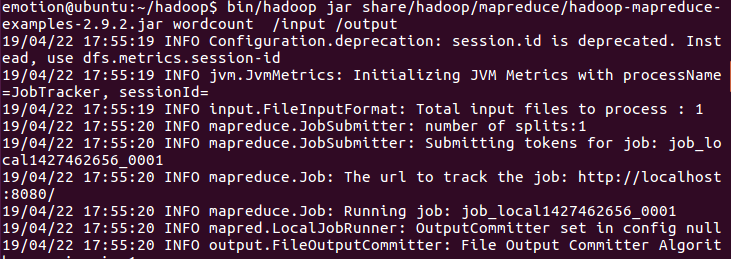 emotion@ubuntu:~/hadoop$ bin/hadoop jar share/hadoop/mapreduce/hadoop-mapreduce-
examples-2.9.2.jar wordcount  /input /output
19/04/22 17:55:19 INFO Configuration.deprecation: session.id is deprecated. Inst
ead, use dfs.metrics.session-id
19/04/22 17:55:19 INFO jvm.JvmMetrics: Initializing JVM Metrics with processName
=JobTracker, sessionId=
19/04/22 17:55:19 INFO input.FileInputFormat: Total input files to process : 1
19/04/22 17:55:20 INFO mapreduce.JobSubmitter: number of splits:1
19/04/22 17:55:20 INFO mapreduce.JobSubmitter: Submitting tokens for job: job_lo
cal1427462656_0001
19/04/22 17:55:20 INFO mapreduce.Job: The url to track the job: http://localhost
:8080/
19/04/22 17:55:20 INFO mapreduce.Job: Running job: job_local1427462656_0001
19/04/22 17:55:20 INFO mapred.LocalJobRunner: OutputCommitter set in config null
19/04/22 17:55:20 INFO output.FileOutputCommitter: File Output Committer Algorit